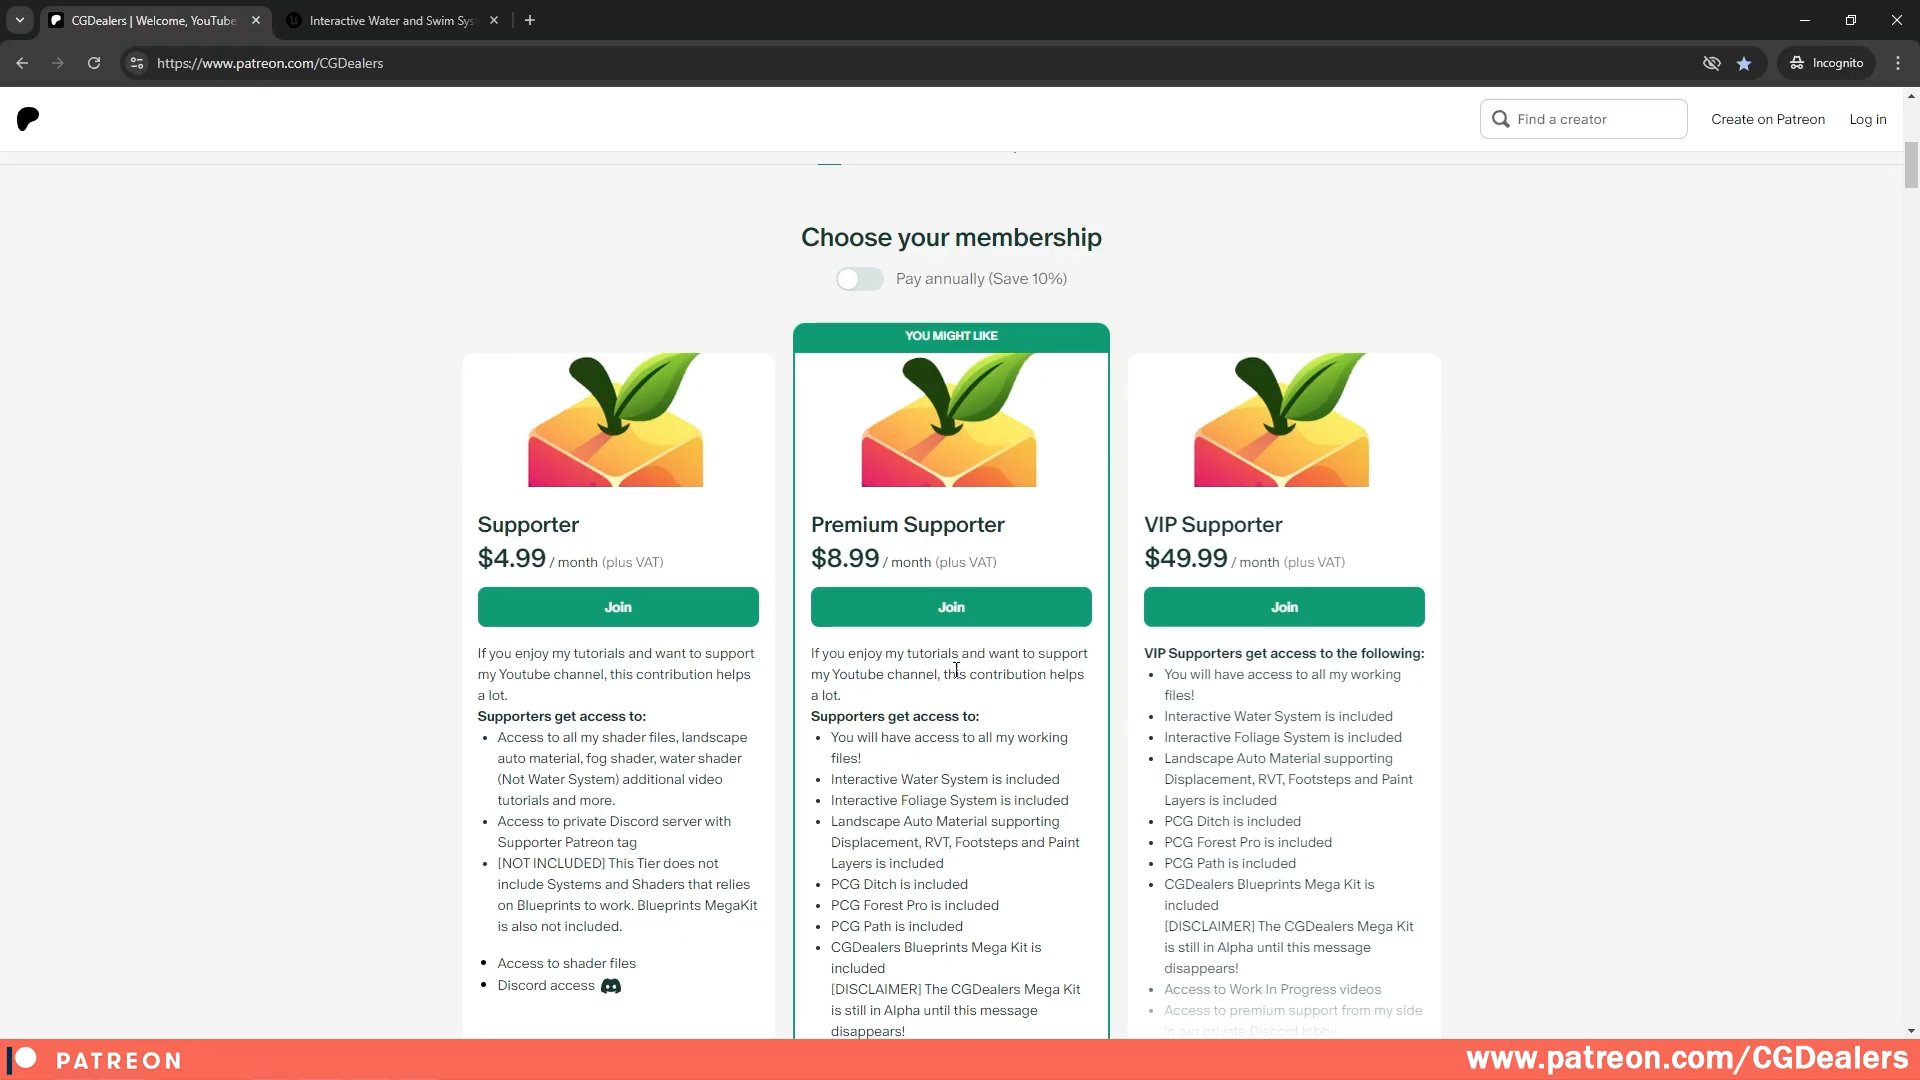 CGDealers | Welcome, YouTube
Interactive Water and Swim Sys
https://www.patreon.com/CGDealers
Incognito
Find a creator
Create on Patreon
Log in
Choose your membership
Pay annually (Save 10%)
YOU MIGHT LIKE
Supporter
$4.99 / month (plus VAT)
Join
If you enjoy my tutorials and want to support
my Youtube channel, this contribution helps
a lot.
Supporters get access to:
• Access to all my shader files, landscape
auto material, fog shader, water shader
(Not Water System) additional video
tutorials and more.
• Access to private Discord server with
Supporter Patreon tag
• [NOT INCLUDED] This Tier does not
include Systems and Shaders that relies
on Blueprints to work. Blueprints MegaKit
is also not included.
• Access to shader files
• Discord access
Premium Supporter
$8.99 / month (plus VAT)
Join
If you enjoy my tutorials and want to support
my Youtube channel, this contribution helps
a lot.
Supporters get access to:
• You will have access to all my working
files!
• Interactive Water System is included
• Interactive Foliage System is included
• Landscape Auto Material supporting
Displacement, RVT, Footsteps and Paint
Layers is included
• PCG Ditch is included
• PCG Forest Pro is included
• PCG Path is included
• CGDealers Blueprints Mega Kit is
included
[DISCLAIMER] The CGDealers Mega Kit
is still in Alpha until this message
disappears!
VIP Supporter
$49.99 / month (plus VAT)
Join
VIP Supporters get access to the following:
• You will have access to all my working
files!
• Interactive Water System is included
• Interactive Foliage System is included
• Landscape Auto Material supporting
Displacement, RVT, Footsteps and Paint
Layers is included
• PCG Ditch is included
• PCG Forest Pro is included
• PCG Path is included
• CGDealers Blueprints Mega Kit is
included
[DISCLAIMER] The CGDealers Mega Kit
is still in Alpha until this message
disappears!
• Access to Work In Progress videos
• Access to premium support from my side
in our private Discord lobby
PATREON
www.patreon.com/CGDealers